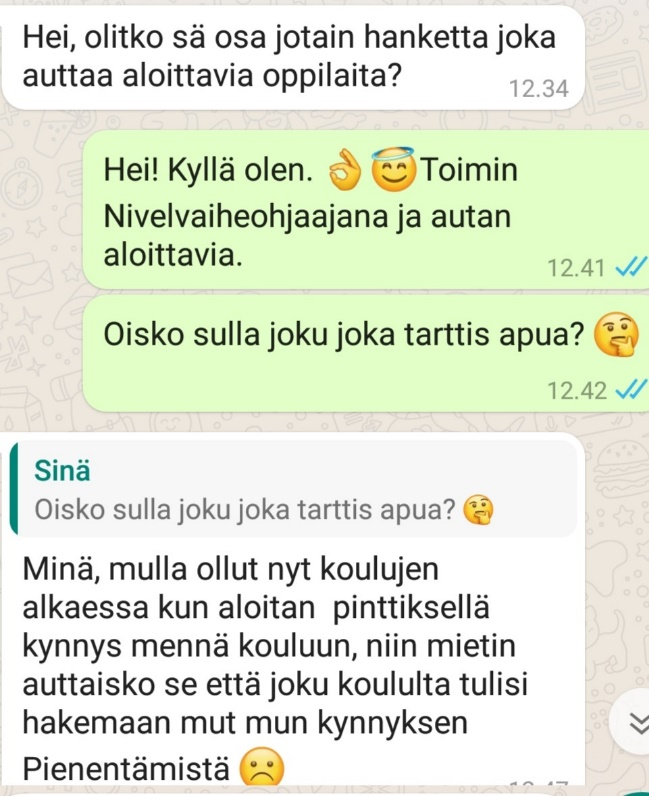 Hei, olitko sä osa jotain hanketta joka
auttaa aloittavia oppilaita?
12.34
Hei! Kyllä olen. 👌😇Toimin
Nivelvaiheohjaajana ja autan
aloittavia.
12.41
Oisko sulla joku joka tarttis apua? 🤔
12.42
Sinä
Oisko sulla joku joka tarttis apua? 🤔
Minä, mulla ollut nyt koulujen
alkaessa kun aloitan  pinttiksellä
kynnys mennä kouluun, niin mietin
auttaisko se että joku koululta tulisi
hakemaan mut mun kynnyksen
Pienentämistä ☹️